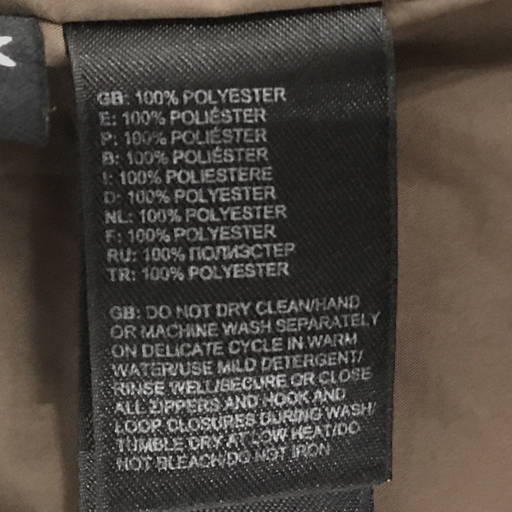 GB: 100% POLYESTER
E: 100% POLIÉSTER
P: 100% POLIÉSTER
B: 100% POLIÉSTER
I: 100% POLIESTERE
D: 100% POLYESTER
NL: 100% POLYESTER
F: 100% POLYESTER
RU: 100% ПОЛИЭСТЕР
TR: 100% POLYESTER
GB: DO NOT DRY CLEAN/HAND
OR MACHINE WASH SEPARATELY
ON DELICATE CYCLE IN WARM
WATER/USE MILD DETERGENT/
RINSE WELL/SECURE OR CLOSE
ALL ZIPPERS AND HOOK AND
LOOP CLOSURES DURING WASH/
TUMBLE DRY AT LOW HEAT/DO
NOT BLEACH/DO NOT IRON